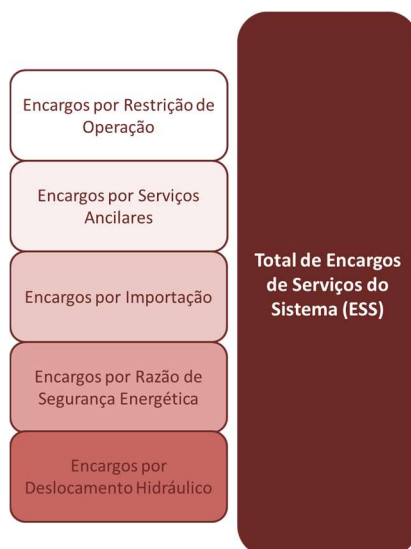 Encargos por Restrição de
Operação
Encargos por Serviços
Ancilares
Encargos por Importação
Encargos por Razão de
Segurança Energética
Encargos por
Deslocamento Hidráulico
Total de Encargos
de Serviços do
Sistema (ESS)